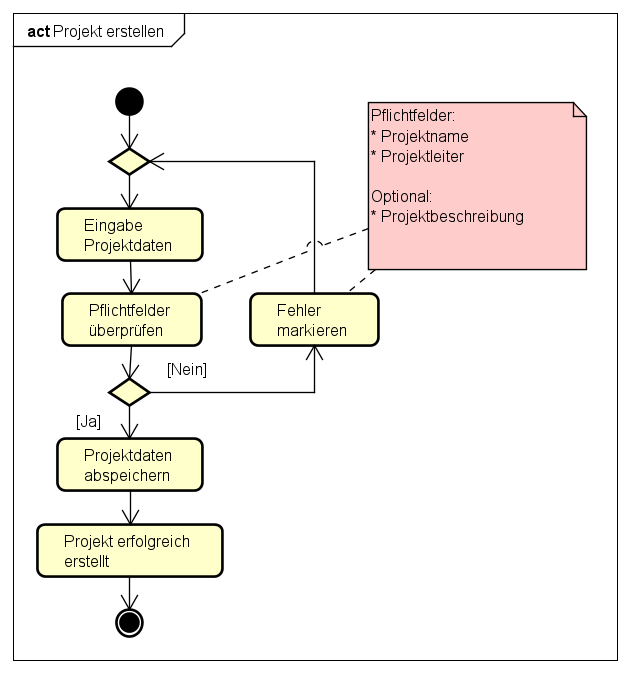 act Projekt erstellen
Pflichtfelder:
* Projektname
* Projektleiter
Optional:
* Projektbeschreibung
Eingabe
Projektdaten
Pflichtfelder
überprüfen
Fehler
markieren
[Nein]
[Ja]
Projektdaten
abspeichern
Projekt erfolgreich
erstellt